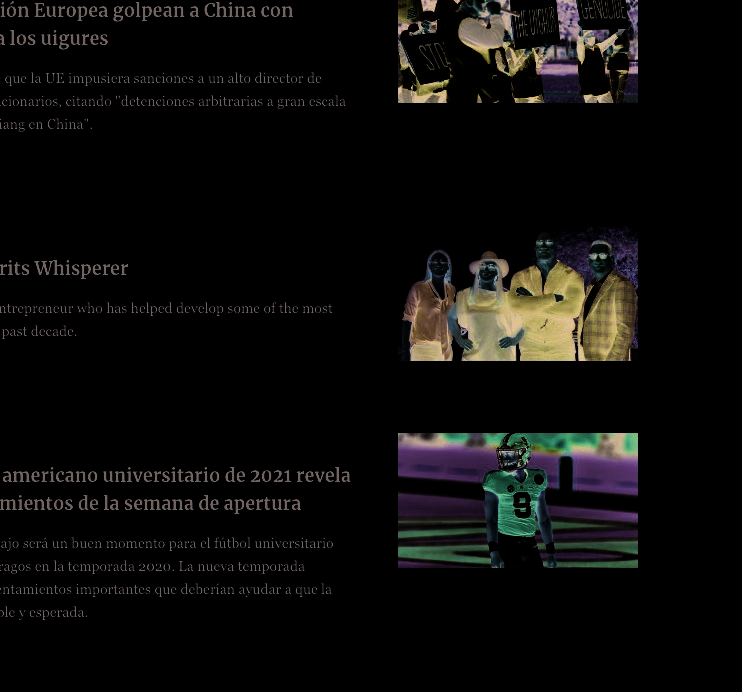 ión Europea golpean a China con
a los uigures
que la UE impusiera sanciones a un alto director de
cionarios, citando "detenciones arbitrarias a gran escala
iang en China".
STO
THE UYGHUR
GENOCIDE
rits Whisperer
ntrepreneur who has helped develop some of the most
past decade.
americano universitario de 2021 revela
mientos de la semana de apertura
ajo será un buen momento para el fútbol universitario
ragos en la temporada 2020. La nueva temporada
entamientos importantes que deberían ayudar a que la
ble y esperada.
9